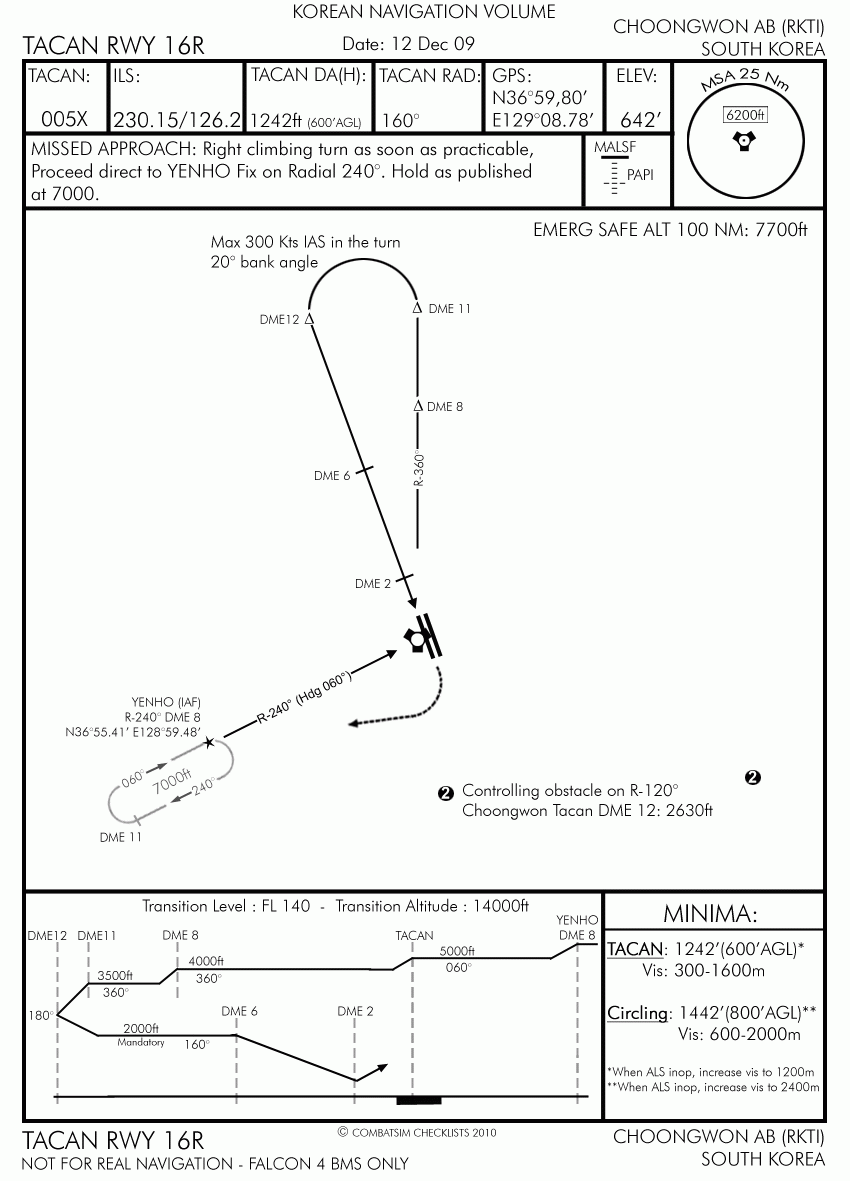 KOREAN NAVIGATION VOLUME
TACAN RWY 16R
Date: 12 Dec 09
CHOONGWON AB (RKTI)
SOUTH KOREA
TACAN:
005X
ILS:
230.15/126.2
TACAN DA(H):
1242ft (600'AGL)
TACAN RAD:
160°
GPS:
N36°59,80'
E129°08.78'
ELEV:
642'
MSA 25 Nm
6200ft
MISSED APPROACH: Right climbing turn as soon as practicable,
Proceed direct to YENHO Fix on Radial 240°. Hold as published
at 7000.
MALSF
PAPI
EMERG SAFE ALT 100 NM: 7700ft
Max 300 Kts IAS in the turn
20° bank angle
DME12
DME 11
DME 8
R-360°
DME 6
DME 2
R-240° (Hdg 060°)
YENHO (IAF)
R-240° DME 8
N36°55.41' E128°59.48'
060°
7000ft
240°
DME 11
2
2 Controlling obstacle on R-120°
Choongwon Tacan DME 12: 2630ft
Transition Level : FL 140 - Transition Altitude : 14000ft
DME12
DME11
DME 8
TACAN
YENHO
DME 8
5000ft
060°
4000ft
360°
3500ft
360°
180°
2000ft
Mandatory
160°
DME 6
DME 2
MINIMA:
TACAN: 1242'(600'AGL)*
Vis: 300-1600m
Circling: 1442'(800'AGL)**
Vis: 600-2000m
*When ALS inop, increase vis to 1200m
**When ALS inop, increase vis to 2400m
TACAN RWY 16R
NOT FOR REAL NAVIGATION - FALCON 4 BMS ONLY
© COMBATSIM CHECKLISTS 2010
CHOONGWON AB (RKTI)
SOUTH KOREA